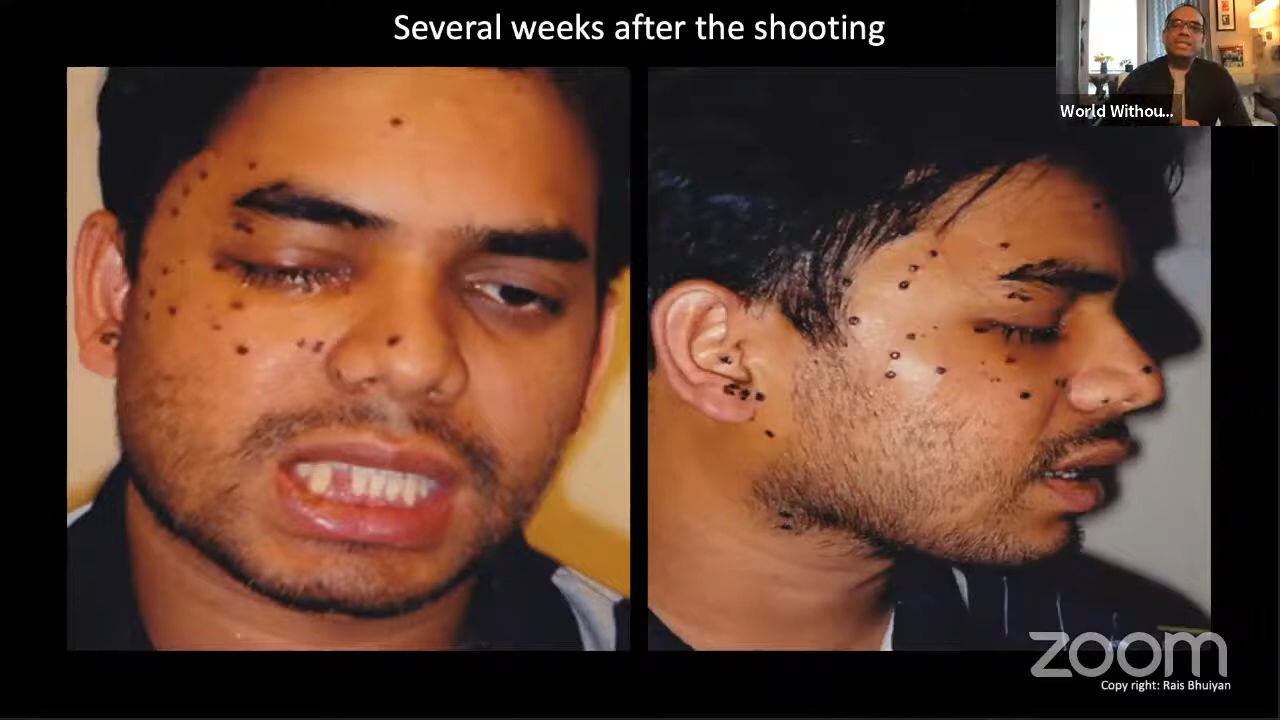 Several weeks after the shooting
World Withou...
zoom
Copy right: Rais Bhuiyan